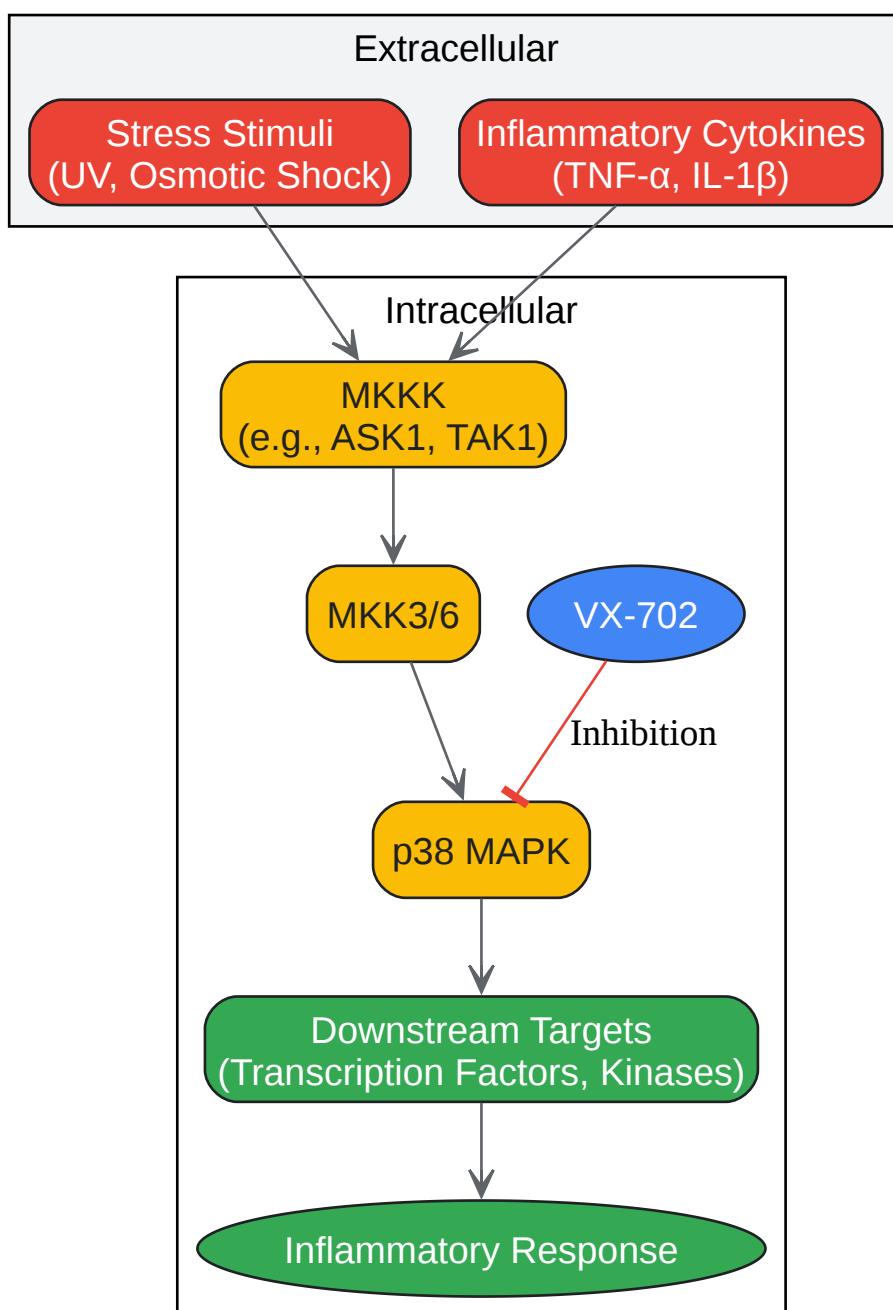 Extracellular
Stress Stimuli
(UV, Osmotic Shock)
Inflammatory Cytokines
(TNF-α, IL-1β)
Intracellular
MKKK
(e.g., ASK1, TAK1)
MKK3/6
VX-702
Inhibition
p38 MAPK
Downstream Targets
(Transcription Factors, Kinases)
Inflammatory Response